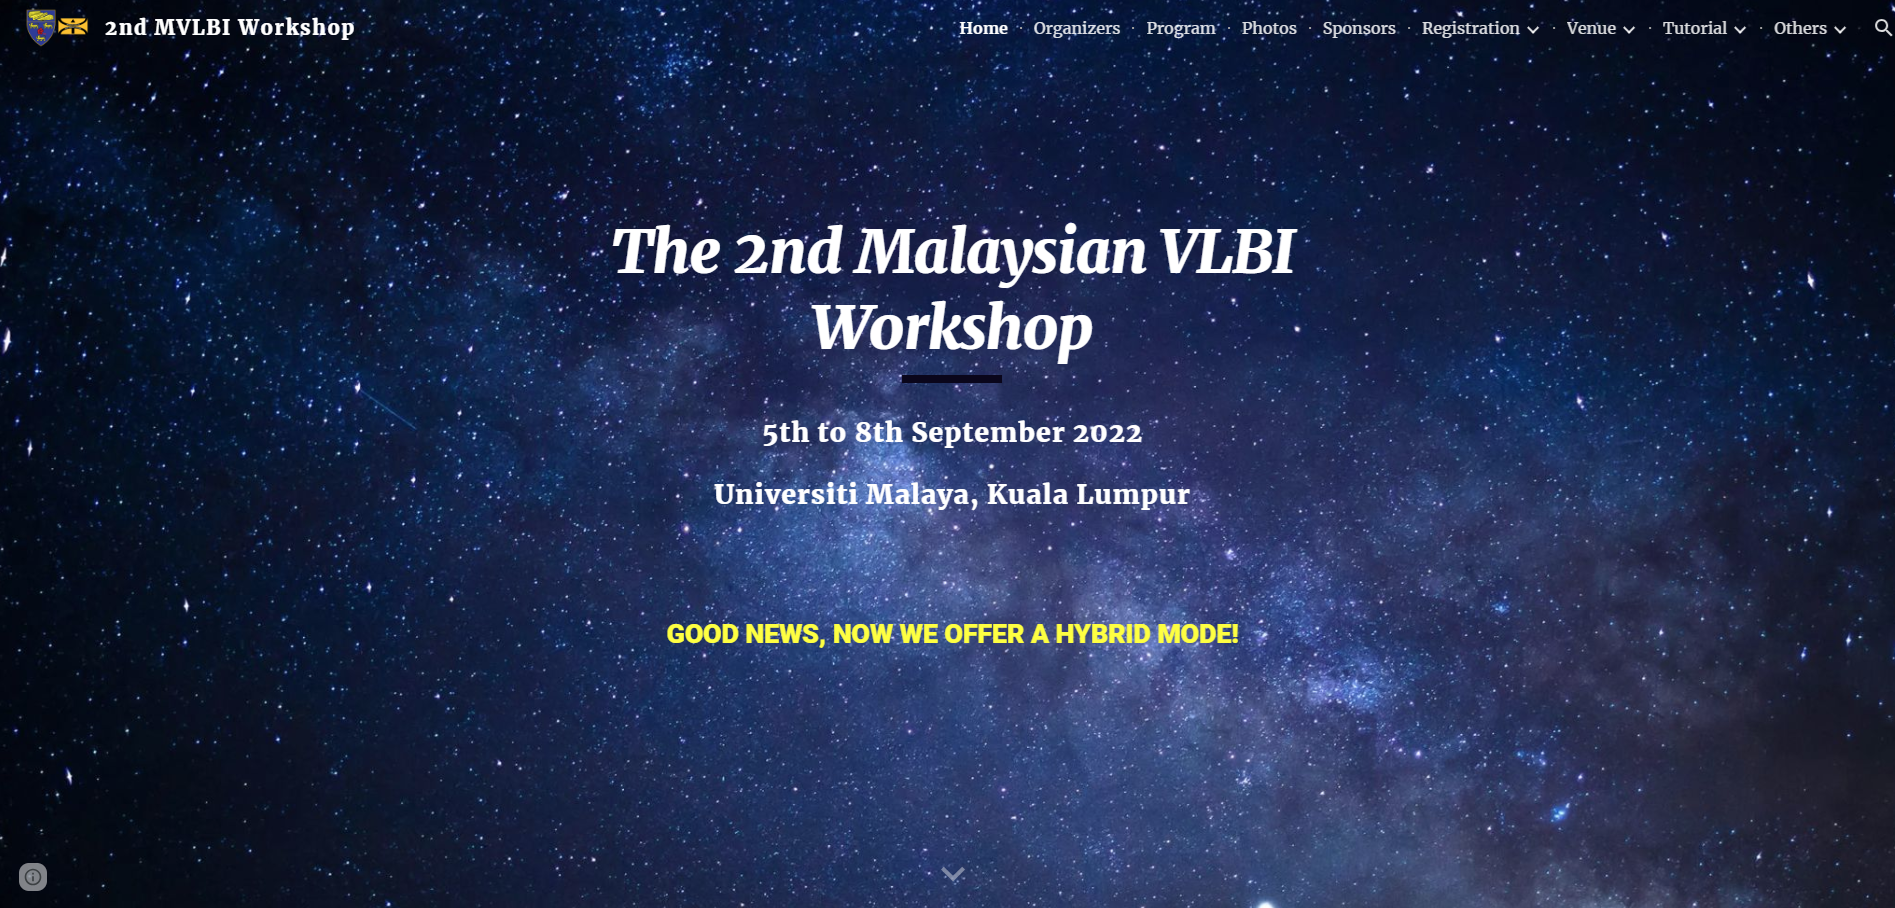 2nd MVLBI Workshop
Home · Organizers · Program · Photos · Sponsors · Registration · Venue · Tutorial · Others
The 2nd Malaysian VLBI
Workshop
5th to 8th September 2022
Universiti Malaya, Kuala Lumpur
GOOD NEWS, NOW WE OFFER A HYBRID MODE!